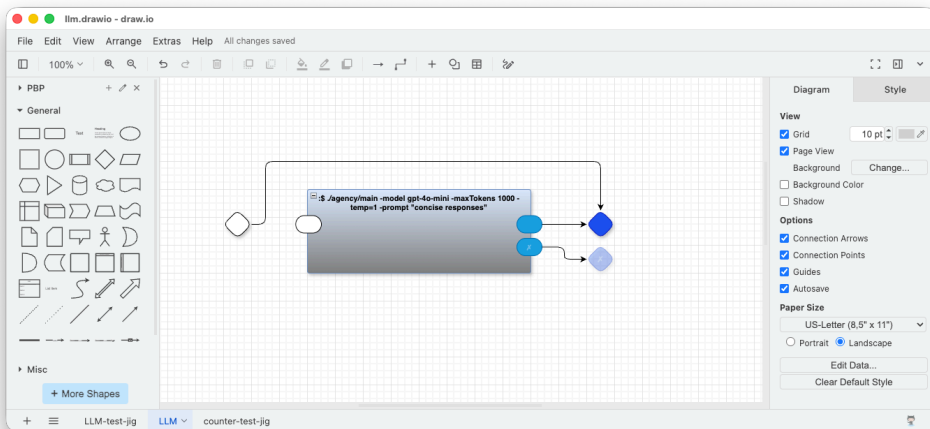 llm.drawio - draw.io
File Edit View Arrange Extras Help All changes saved
100%
PBP
General
Text
Heading
Misc
+ More Shapes
:$ ./agency/main -model gpt-4o-mini -maxTokens 1000 -
temp=1 -prompt "concise responses"
Diagram Style
View
Grid 10 pt
Page View
Background Change...
Background Color
Shadow
Options
Connection Arrows
Connection Points
Guides
Autosave
Paper Size
US-Letter (8,5" x 11")
Portrait Landscape
Edit Data...
Clear Default Style
LLM-test-jig LLM counter-test-jig